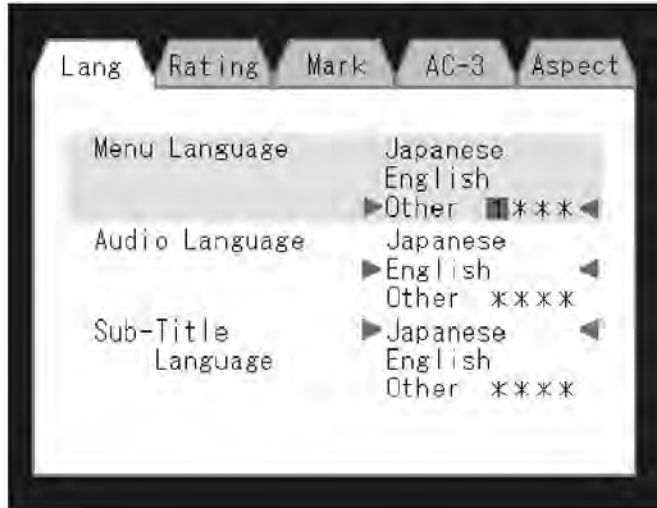 Lang Rating Mark AC-3 Aspect
Menu Language Japanese
English
▶Other 1***◀
Audio Language Japanese
▶English ◀
Other ****
Sub-Title ▶Japanese ◀
Language English
Other ****